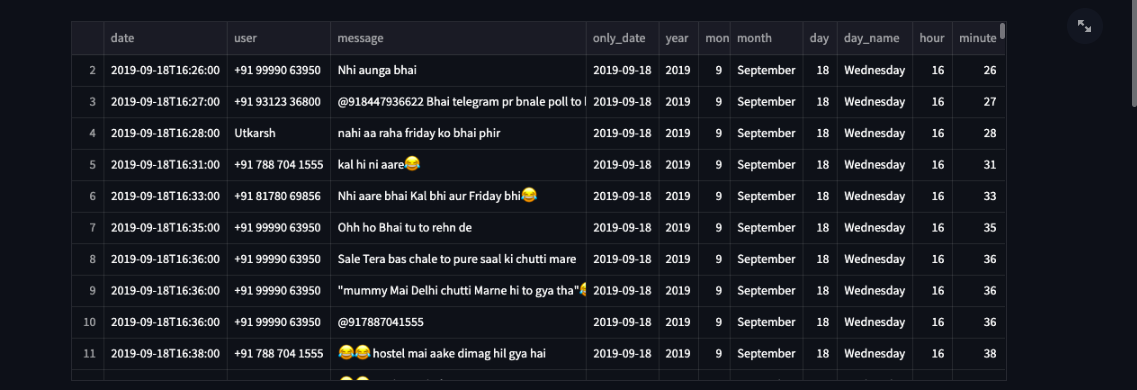 date user message only_date year mon month day day_name hour minute
2 2019-09-18T16:26:00 +91 99990 63950 Nhi aunga bhai 2019-09-18 2019 9 September 18 Wednesday 16 26
3 2019-09-18T16:27:00 +91 93123 36800 @918447936622 Bhai telegram pr bnale poll to 2019-09-18 2019 9 September 18 Wednesday 16 27
4 2019-09-18T16:28:00 Utkarsh nahi aa raha friday ko bhai phir 2019-09-18 2019 9 September 18 Wednesday 16 28
5 2019-09-18T16:31:00 +91 788 704 1555 kal hi ni aare😂 2019-09-18 2019 9 September 18 Wednesday 16 31
6 2019-09-18T16:33:00 +91 81780 69856 Nhi aare bhai Kal bhi aur Friday bhi😂 2019-09-18 2019 9 September 18 Wednesday 16 33
7 2019-09-18T16:35:00 +91 99990 63950 Ohh ho Bhai tu to rehn de 2019-09-18 2019 9 September 18 Wednesday 16 35
8 2019-09-18T16:36:00 +91 99990 63950 Sale Tera bas chale to pure saal ki chutti mare 2019-09-18 2019 9 September 18 Wednesday 16 36
9 2019-09-18T16:36:00 +91 99990 63950 "mummy Mai Delhi chutti Marne hi to gya tha"😂 2019-09-18 2019 9 September 18 Wednesday 16 36
10 2019-09-18T16:36:00 +91 99990 63950 @917887041555 2019-09-18 2019 9 September 18 Wednesday 16 36
11 2019-09-18T16:38:00 +91 788 704 1555 😂😂hostel mai aake dimag hil gya hai 2019-09-18 2019 9 September 18 Wednesday 16 38